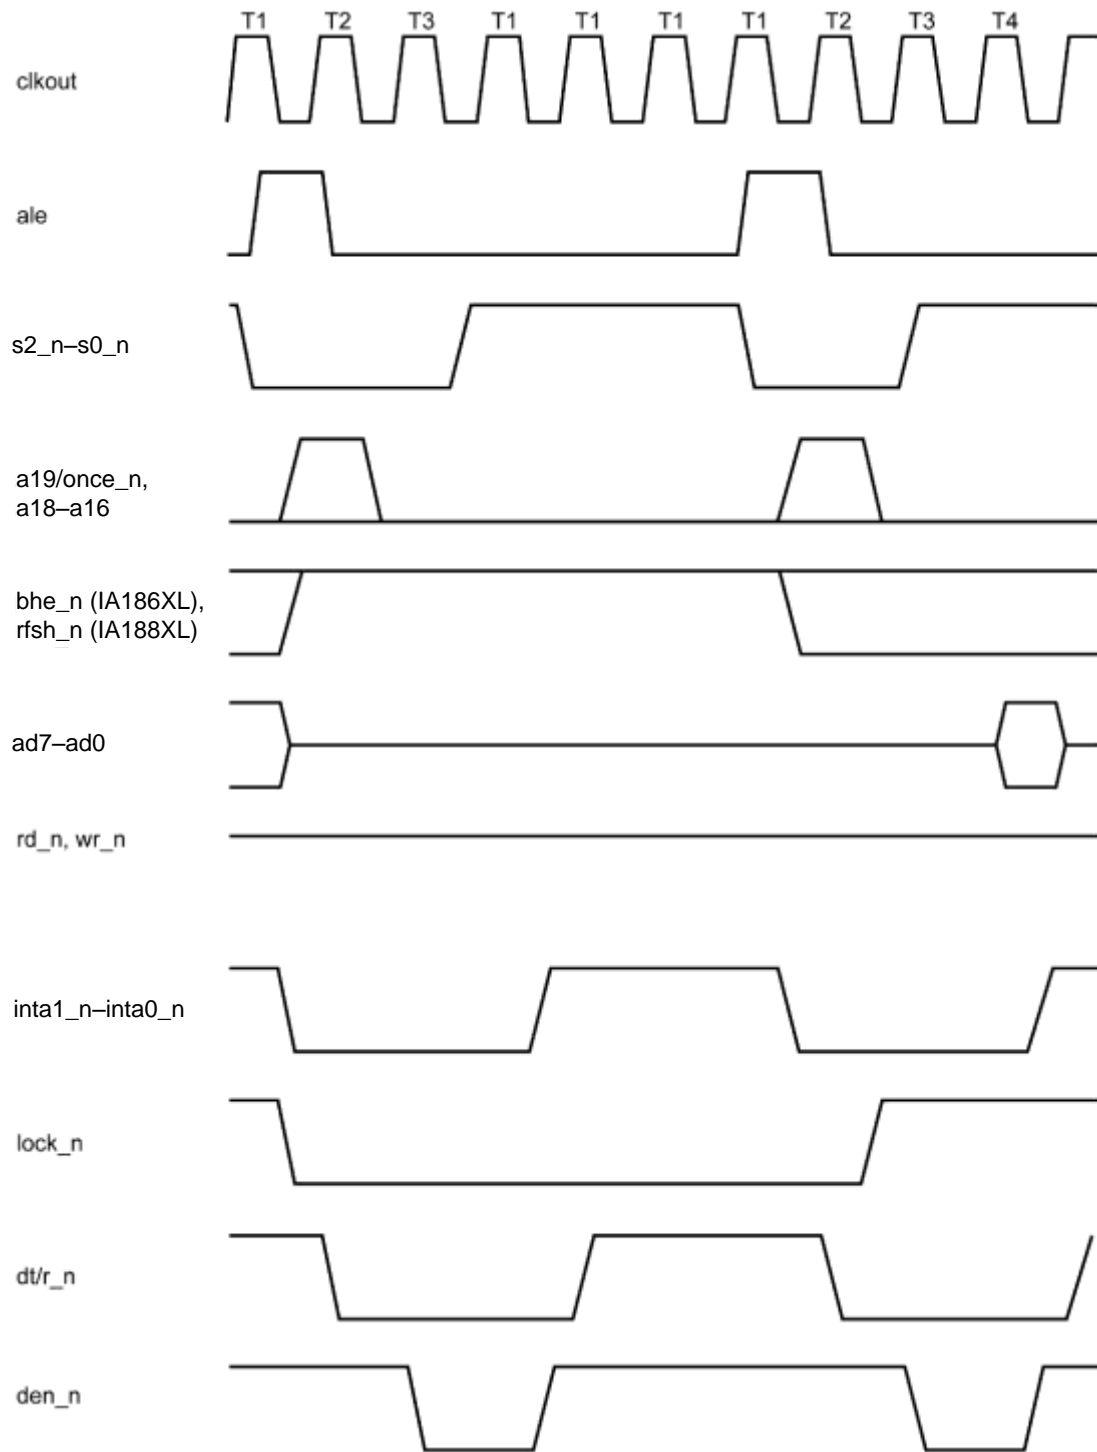 T1 T2 T3 T1 T1 T1 T1 T2 T3 T4
clkout
ale
s2_n–s0_n
a19/once_n,
a18–a16
bhe_n (IA186XL),
rfsh_n (IA188XL)
ad7–ad0
rd_n, wr_n
inta1_n–inta0_n
lock_n
dt/r_n
den_n